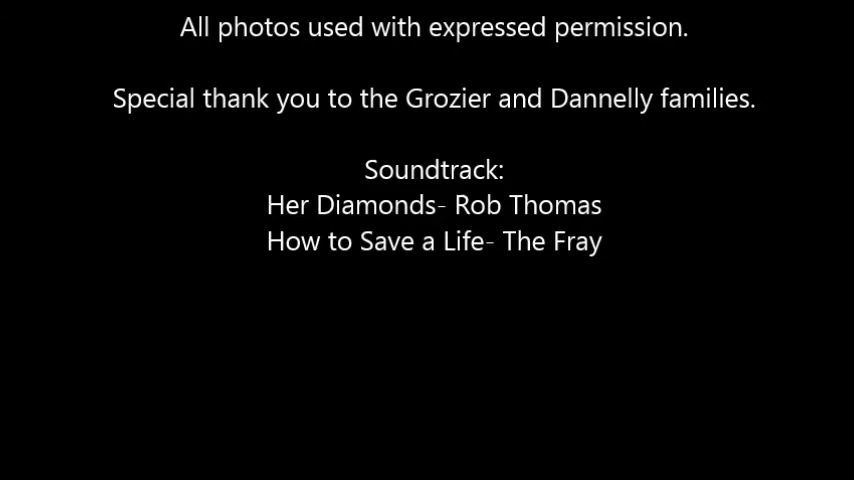 All photos used with expressed permission.
Special thank you to the Grozier and Dannelly families.
Soundtrack:
Her Diamonds- Rob Thomas
How to Save a Life- The Fray